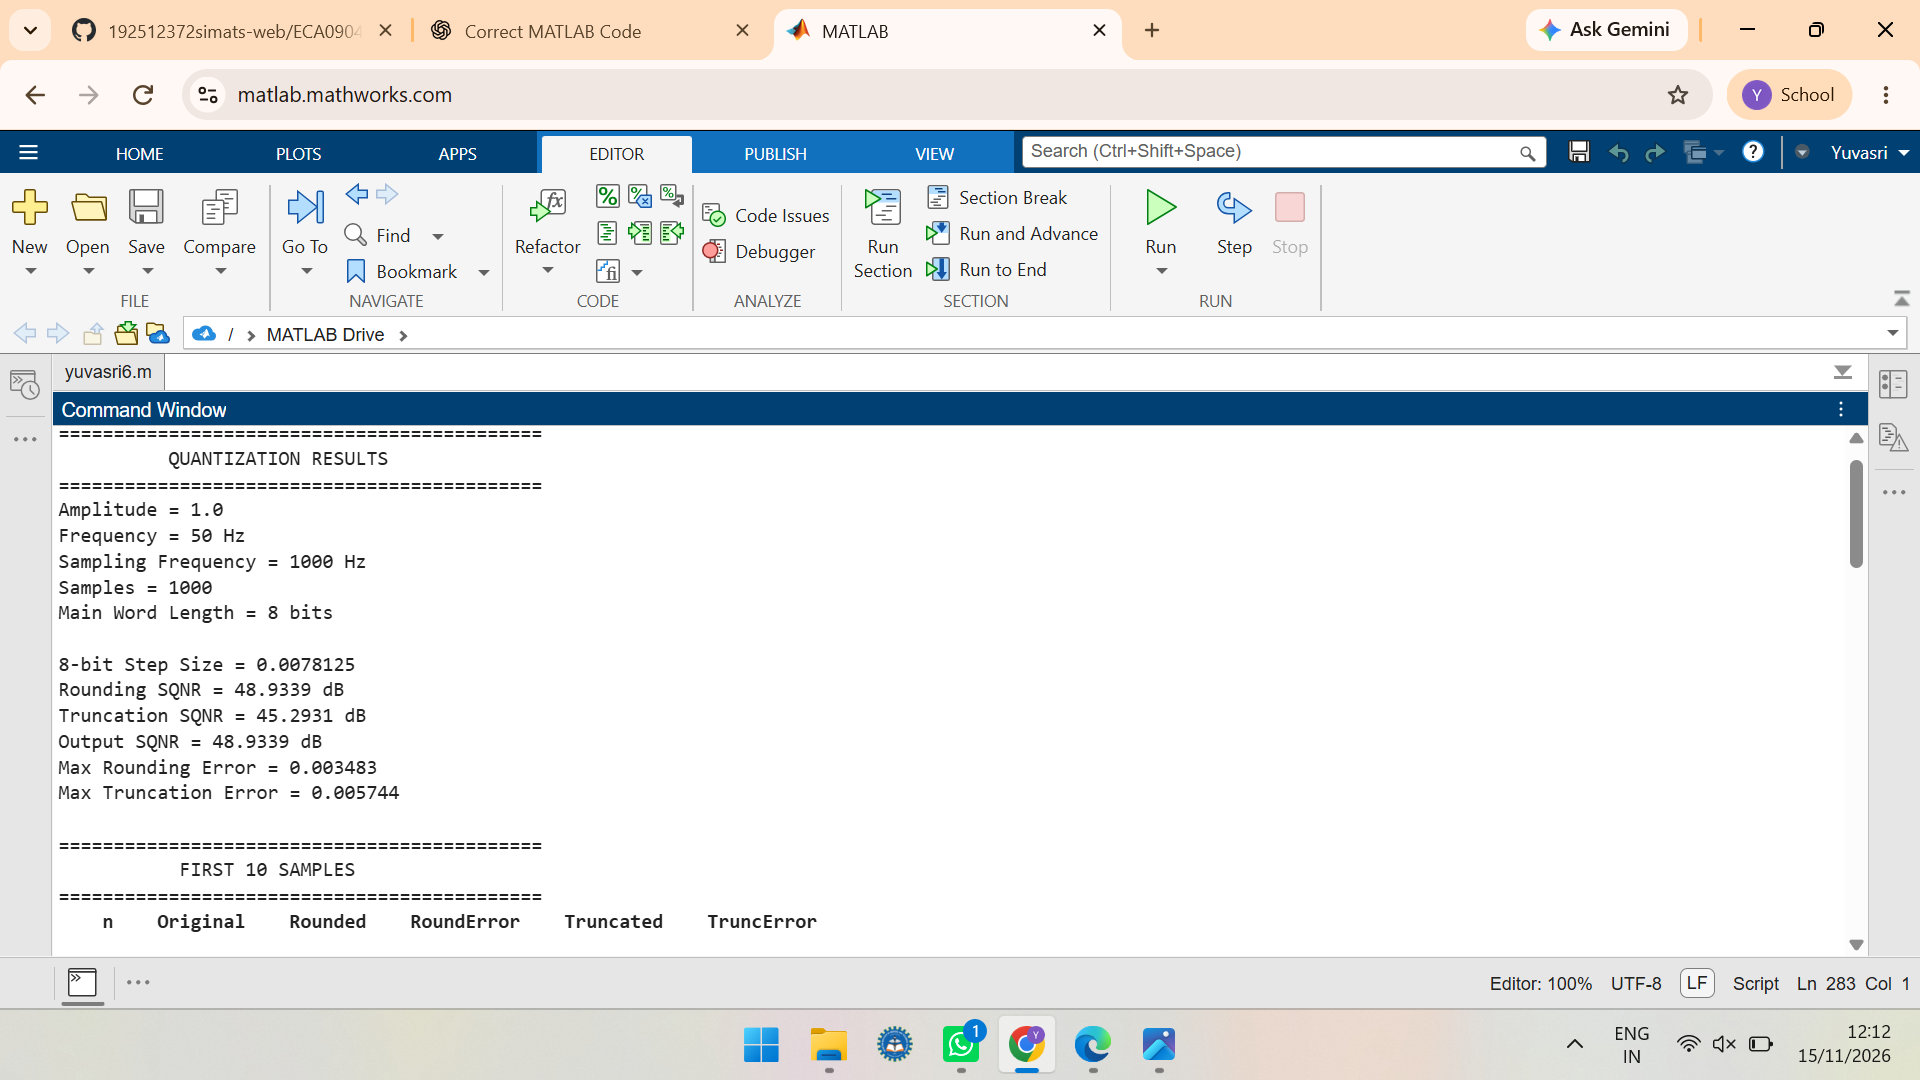 192512372simats-web/ECA0904
Correct MATLAB Code
MATLAB
Ask Gemini
matlab.mathworks.com
Y School
HOME PLOTS APPS EDITOR PUBLISH VIEW Search (Ctrl+Shift+Space) Yuvasri
New Open Save Compare
Go To Find Bookmark
Refactor
Code Issues
Debugger
Run Section
Section Break
Run and Advance
Run to End
Run Step Stop
FILE NAVIGATE CODE ANALYZE SECTION RUN
/ MATLAB Drive
yuvasri6.m
Command Window
============================================
QUANTIZATION RESULTS
============================================
Amplitude = 1.0
Frequency = 50 Hz
Sampling Frequency = 1000 Hz
Samples = 1000
Main Word Length = 8 bits
8-bit Step Size = 0.0078125
Rounding SQNR = 48.9339 dB
Truncation SQNR = 45.2931 dB
Output SQNR = 48.9339 dB
Max Rounding Error = 0.003483
Max Truncation Error = 0.005744
============================================
FIRST 10 SAMPLES
============================================
n Original Rounded RoundError Truncated TruncError
Editor: 100% UTF-8 LF Script Ln 283 Col 1
1
Y
ENG
IN
12:12
15/11/2026